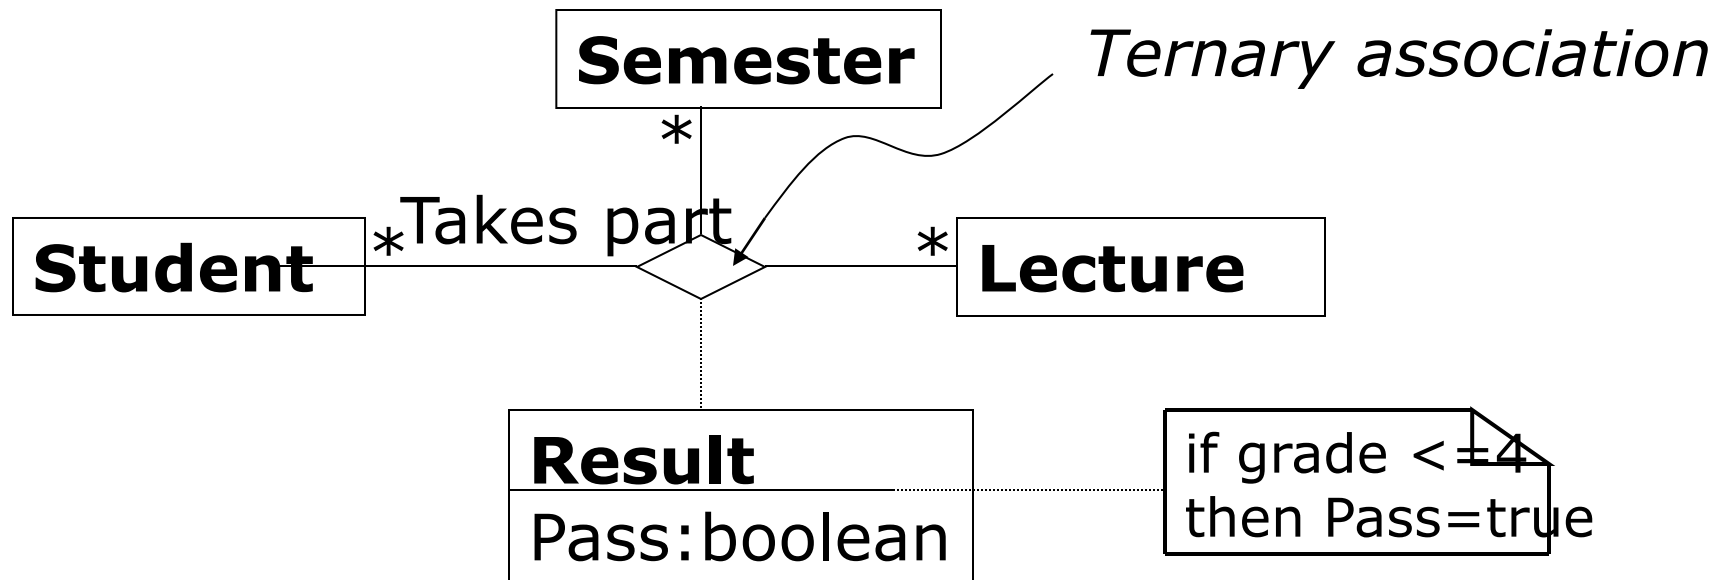 Semester
Ternary association
*
Takes part
Student
*
*
Lecture
Result
Pass:boolean
if grade <=4
then Pass=true